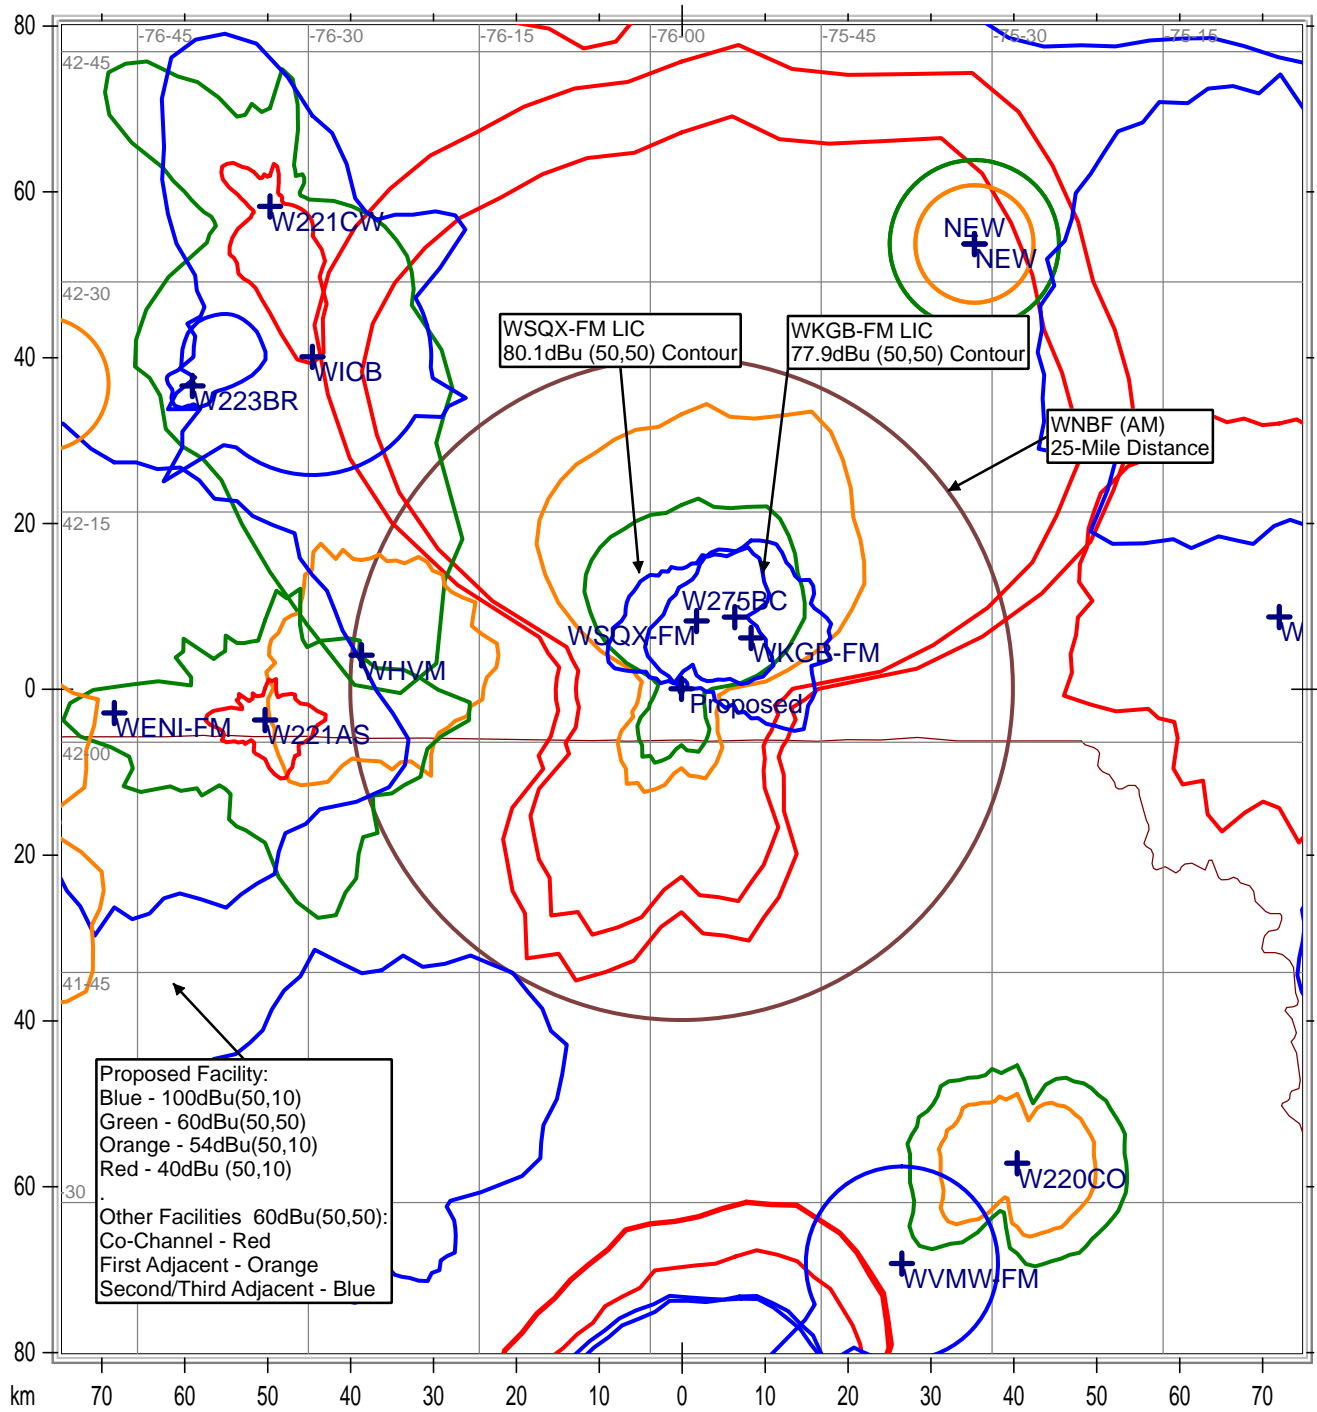 80
-76-45
-76-30
-76-15
-76-00
-75-45
-75-30
-75-15
42-45
60
W221CW
NEW
NEW
42-30
WSQX-FM LIC
80.1dBu (50,50) Contour
WKGB-FM LIC
77.9dBu (50,50) Contour
40
WICB
W223BR
WNBF (AM)
25-Mile Distance
20
42-15
W275BC
WSQX-FM
WKGB-FM
W
WHVM
0
Proposed
WENI-FM
W221AS
42-00
20
41-45
40
Proposed Facility:
Blue - 100dBu(50,10)
Green - 60dBu(50,50)
Orange - 54dBu(50,10)
Red - 40dBu (50,10)
.
Other Facilities  60dBu(50,50):
Co-Channel - Red
First Adjacent - Orange
Second/Third Adjacent - Blue
60
-30
W220CO
WVMW-FM
80
km
70 60 50 40 30 20 10 0 10 20 30 40 50 60 70